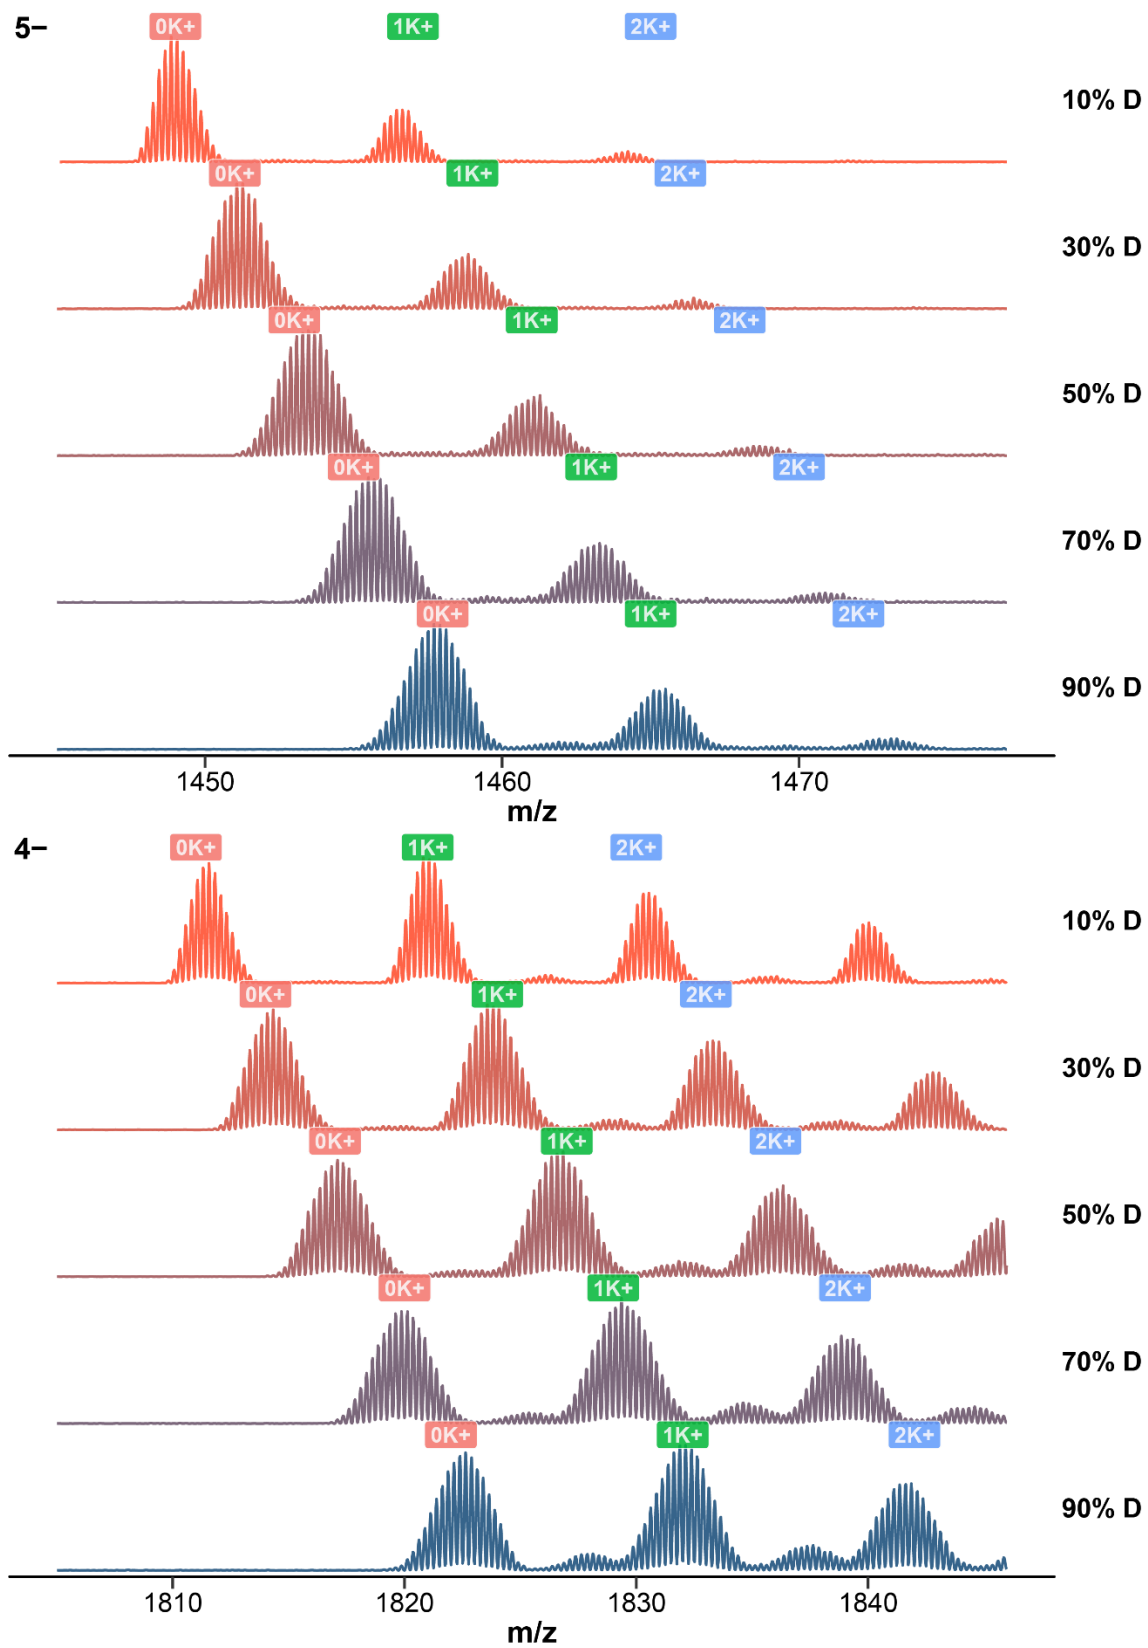 5−
0K+ 1K+ 2K+
10% D
0K+ 1K+ 2K+
30% D
0K+ 1K+ 2K+
50% D
0K+ 1K+ 2K+
70% D
0K+ 1K+ 2K+
90% D
1450 1460 1470
m/z
4−
0K+ 1K+ 2K+
10% D
0K+ 1K+ 2K+
30% D
0K+ 1K+ 2K+
50% D
0K+ 1K+ 2K+
70% D
0K+ 1K+ 2K+
90% D
1810 1820 1830 1840
m/z